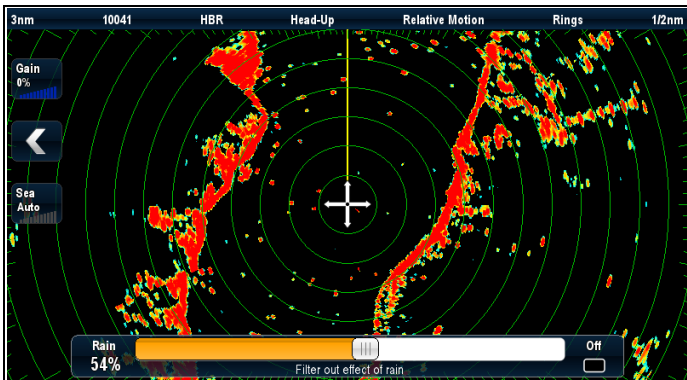 3nm 10041 HBR Head-Up Relative Motion Rings 1/2nm
Gain
0%
Sea
Auto
Rain
54%
Filter out effect of rain
Off